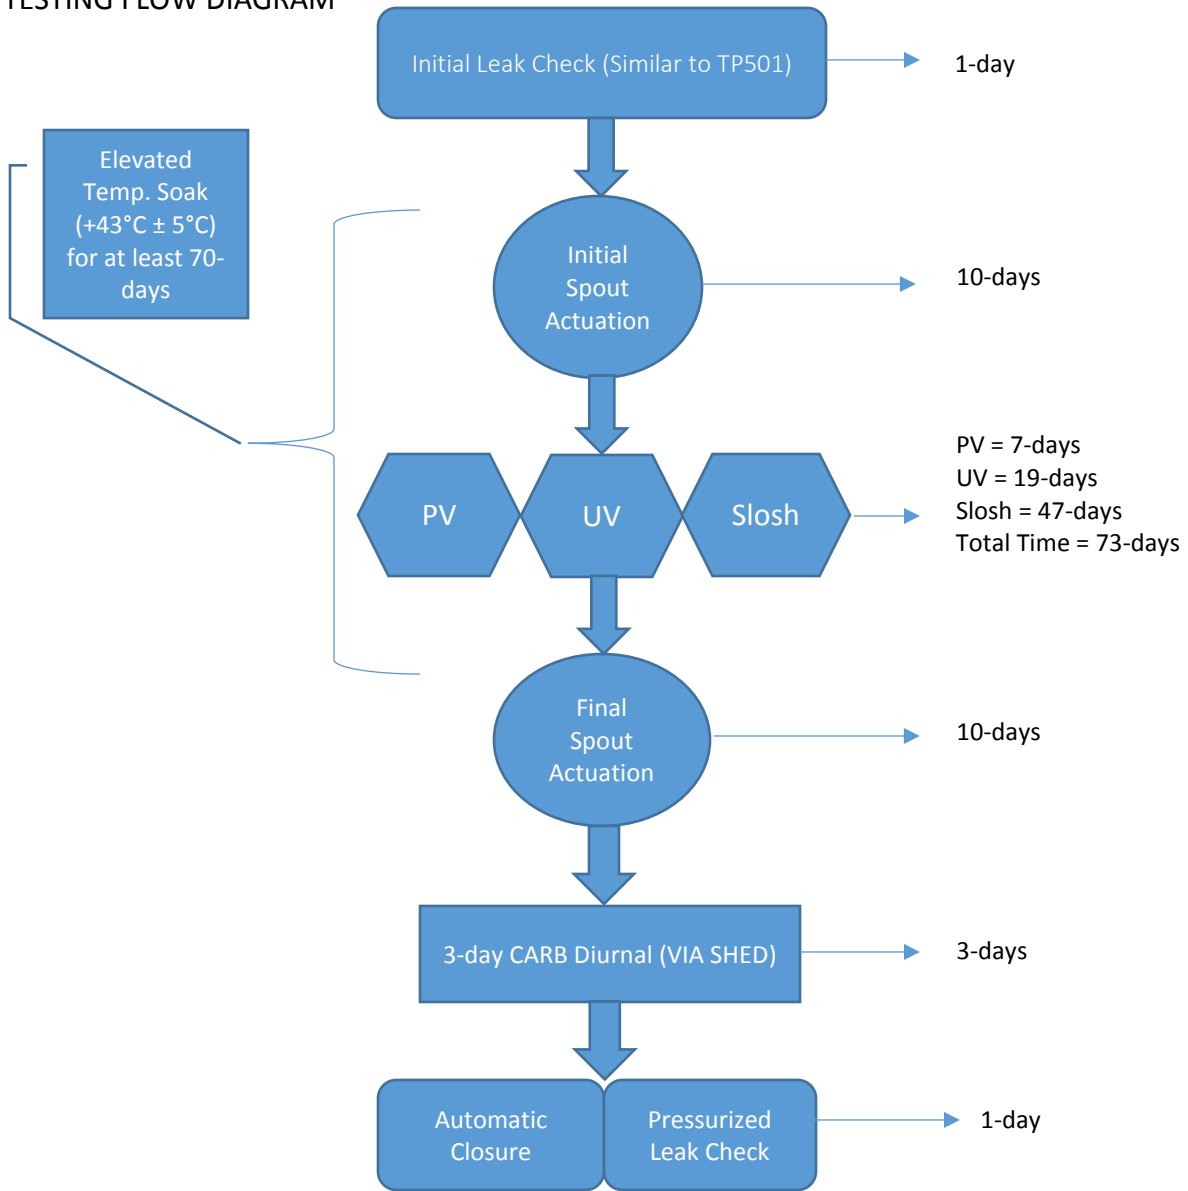 TESTING FLOW DIAGRAM
Initial Leak Check (Similar to TP501)
1-day
Elevated
Temp. Soak
(+43°C ± 5°C)
for at least 70-
days
Initial
Spout
Actuation
10-days
PV
UV
Slosh
PV = 7-days
UV = 19-days
Slosh = 47-days
Total Time = 73-days
Final
Spout
Actuation
10-days
3-day CARB Diurnal (VIA SHED)
3-days
Automatic
Closure
Pressurized
Leak Check
1-day